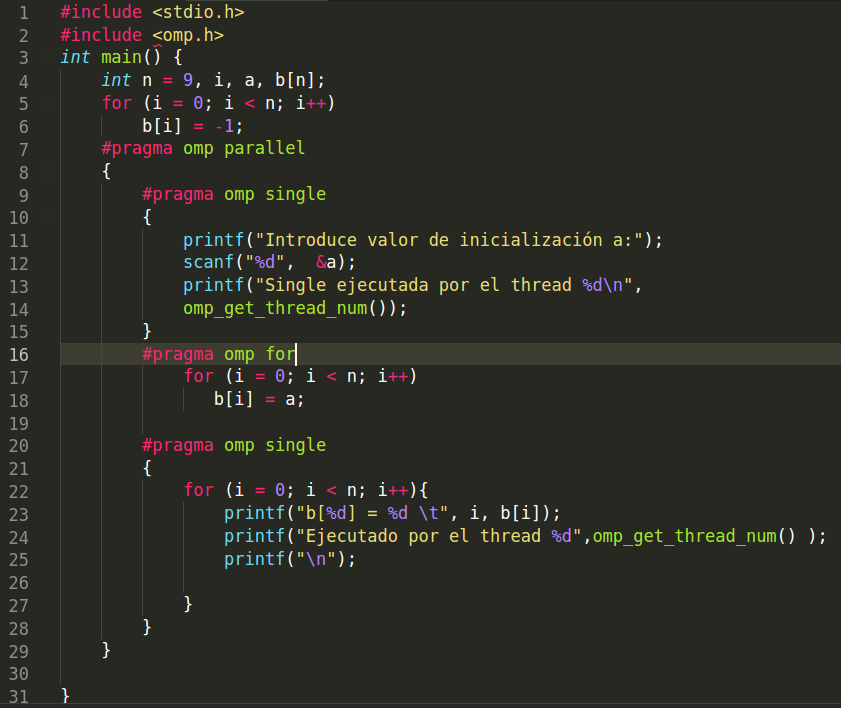 1 #include <stdio.h>
2 #include <omp.h>
3 int main() {
4     int n = 9, i, a, b[n];
5     for (i = 0; i < n; i++)
6         b[i] = -1;
7     #pragma omp parallel
8     {
9         #pragma omp single
10         {
11             printf("Introduce valor de inicialización a:");
12             scanf("%d",  &a);
13             printf("Single ejecutada por el thread %d\n",
14             omp_get_thread_num());
15         }
16         #pragma omp for
17             for (i = 0; i < n; i++)
18                b[i] = a;
19
20         #pragma omp single
21         {
22             for (i = 0; i < n; i++){
23                 printf("b[%d] = %d \t", i, b[i]);
24                 printf("Ejecutado por el thread %d",omp_get_thread_num() );
25                 printf("\n");
26
27             }
28         }
29     }
30
31 }